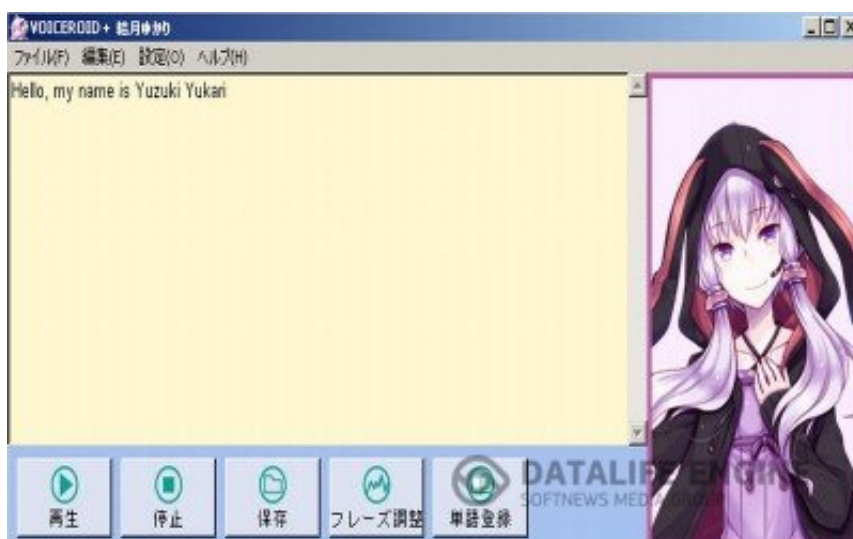 VOICEROID+ 結月ゆかり
ファイル(F) 編集(E) 設定(O) ヘルプ(H)
Hello, my name is Yuzuki Yukari
再生 停止 保存 フレーズ調整 単語登録
DATALIFE ENGINE
SOFTNEWS MEDIA GROUP